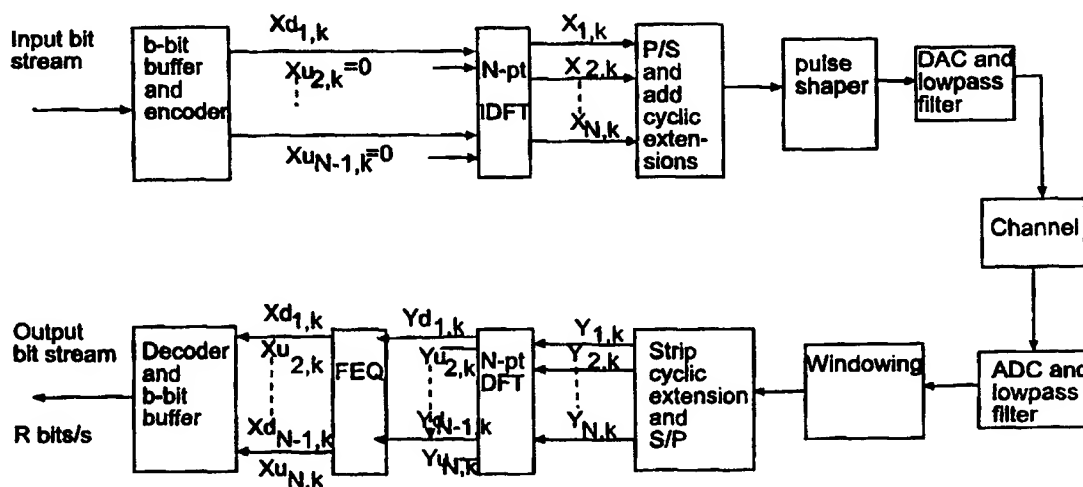 Input bit
stream
b-bit
buffer
and
encoder
Xd1,k
Xu2,k=0
XuN-1,k=0
N-pt
IDFT
X1,k
X2,k
XN,k
P/S
and
add
cyclic
exten-
sions
pulse
shaper
DAC and
lowpass
filter
Channel
ADC and
lowpass
filter
Windowing
Strip
cyclic
extension
and
S/P
Y1,k
Y2,k
YN,k
N-pt
DFT
Yd1,k
Yu2,k
YdN-1,k
YuN,k
FEQ
Xd1,k
Xu2,k
XdN-1,k
XuN,k
Decoder
and
b-bit
buffer
Output
bit stream
R bits/s